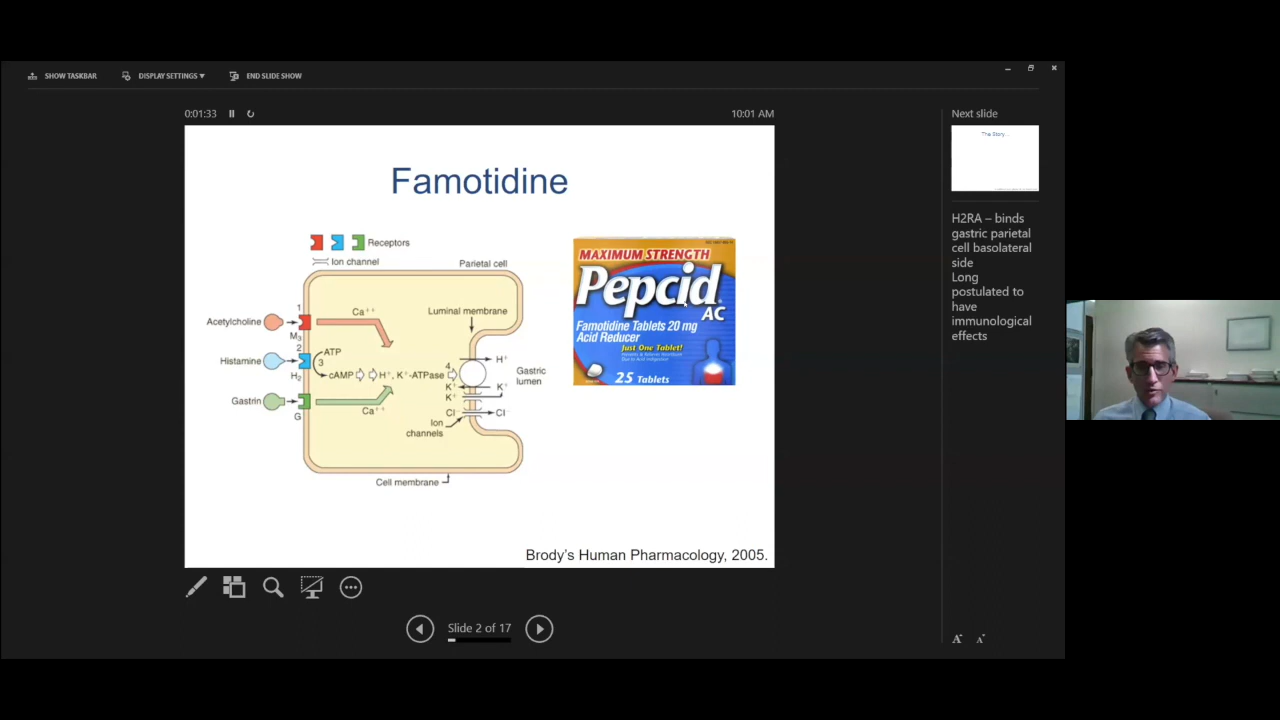 SHOW TASKBAR
DISPLAY SETTINGS ▼
END SLIDE SHOW
0:01:33
10:01 AM
Famotidine
Receptors
Ion channel
Parietal cell
1
Acetylcholine
M3
Ca++
Luminal membrane
2
Histamine
H2
ATP
3
cAMP
H+, K+-ATPase
4
H+
K+
K+
K+
Gastric
lumen
Cl-
Cl-
Gastrin
G
Ca++
Ion
channels
Cell membrane
MAXIMUM STRENGTH
Pepcid
AC
Famotidine Tablets 20 mg
Acid Reducer
Just One Tablet!
25 Tablets
Brody's Human Pharmacology, 2005.
Slide 2 of 17
Next slide
The Story...
H2RA – binds
gastric parietal
cell basolateral
side
Long
postulated to
have
immunological
effects
A
A